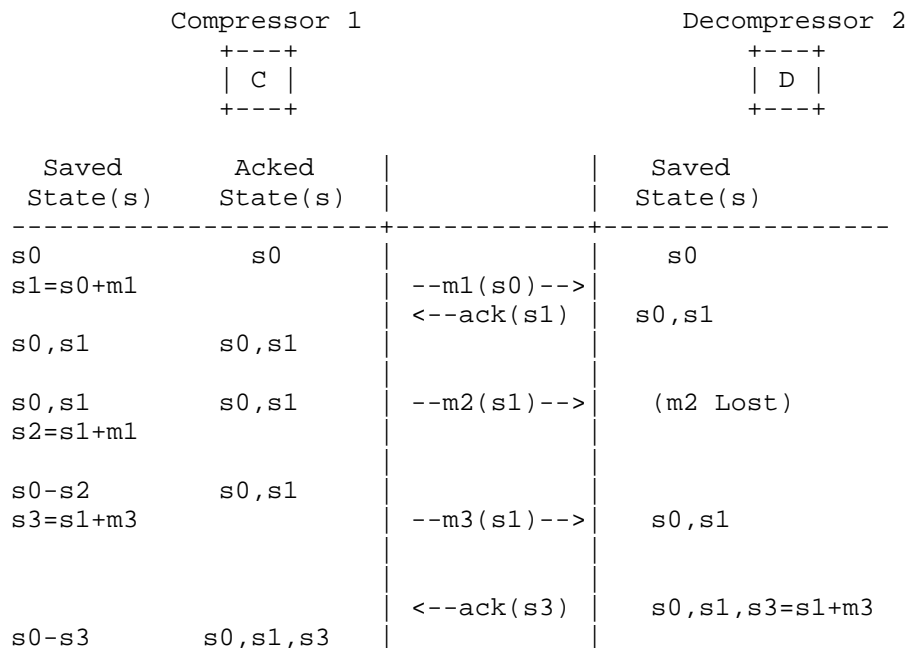 Compressor 1                    Decompressor 2
+---+                           +---+
| C |                           | D |
+---+                           +---+
Saved        Acked      |            |   Saved
State(s)    State(s)    |            |  State(s)
-----------------------+------------+------------------
s0               s0        |            |    s0
s1=s0+m1                | --m1(s0)-->|
                        | <--ack(s1) |  s0,s1
s0,s1        s0,s1      |            |
s0,s1        s0,s1      | --m2(s1)-->|   (m2 Lost)
s2=s1+m1                |            |
s0-s2        s0,s1      |            |
s3=s1+m3                | --m3(s1)-->|   s0,s1
                        | <--ack(s3) |   s0,s1,s3=s1+m3
s0-s3       s0,s1,s3    |            |